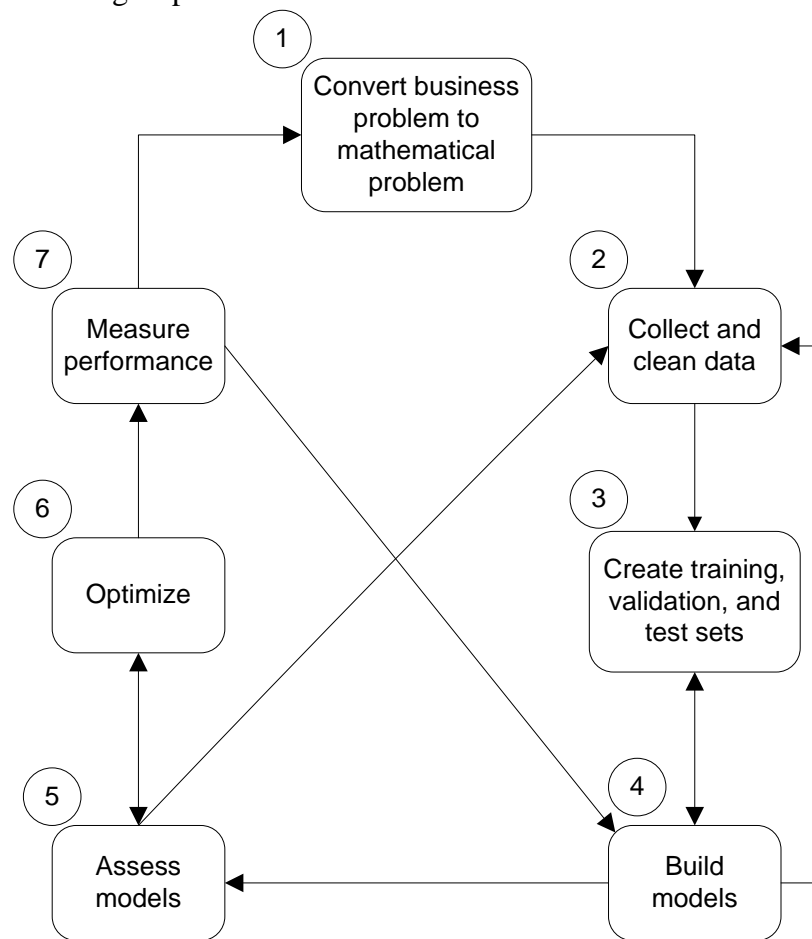 1
Convert business
problem to
mathematical
problem
7
2
Measure
performance
Collect and
clean data
6
3
Optimize
Create training,
validation, and
test sets
5
4
Assess
models
Build
models